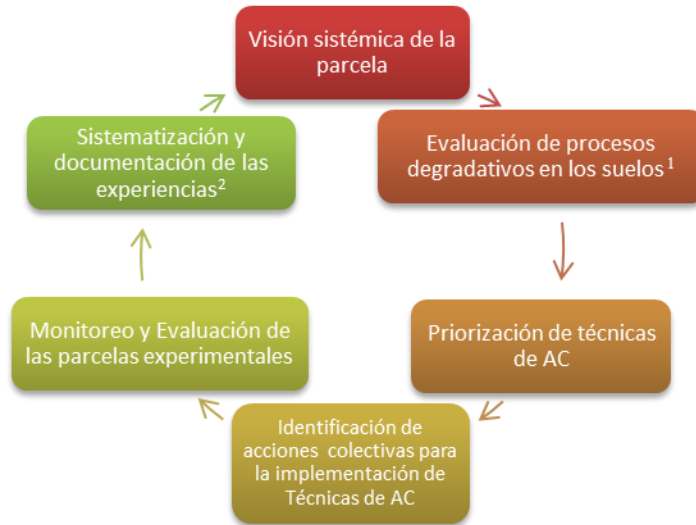 Visión sistémica de la
parcela
Evaluación de procesos
degradativos en los suelos ¹
Priorización de técnicas
de AC
Identificación de
acciones colectivas para
la implementación de
Técnicas de AC
Monitoreo y Evaluación de
las parcelas experimentales
Sistematización y
documentación de las
experiencias²